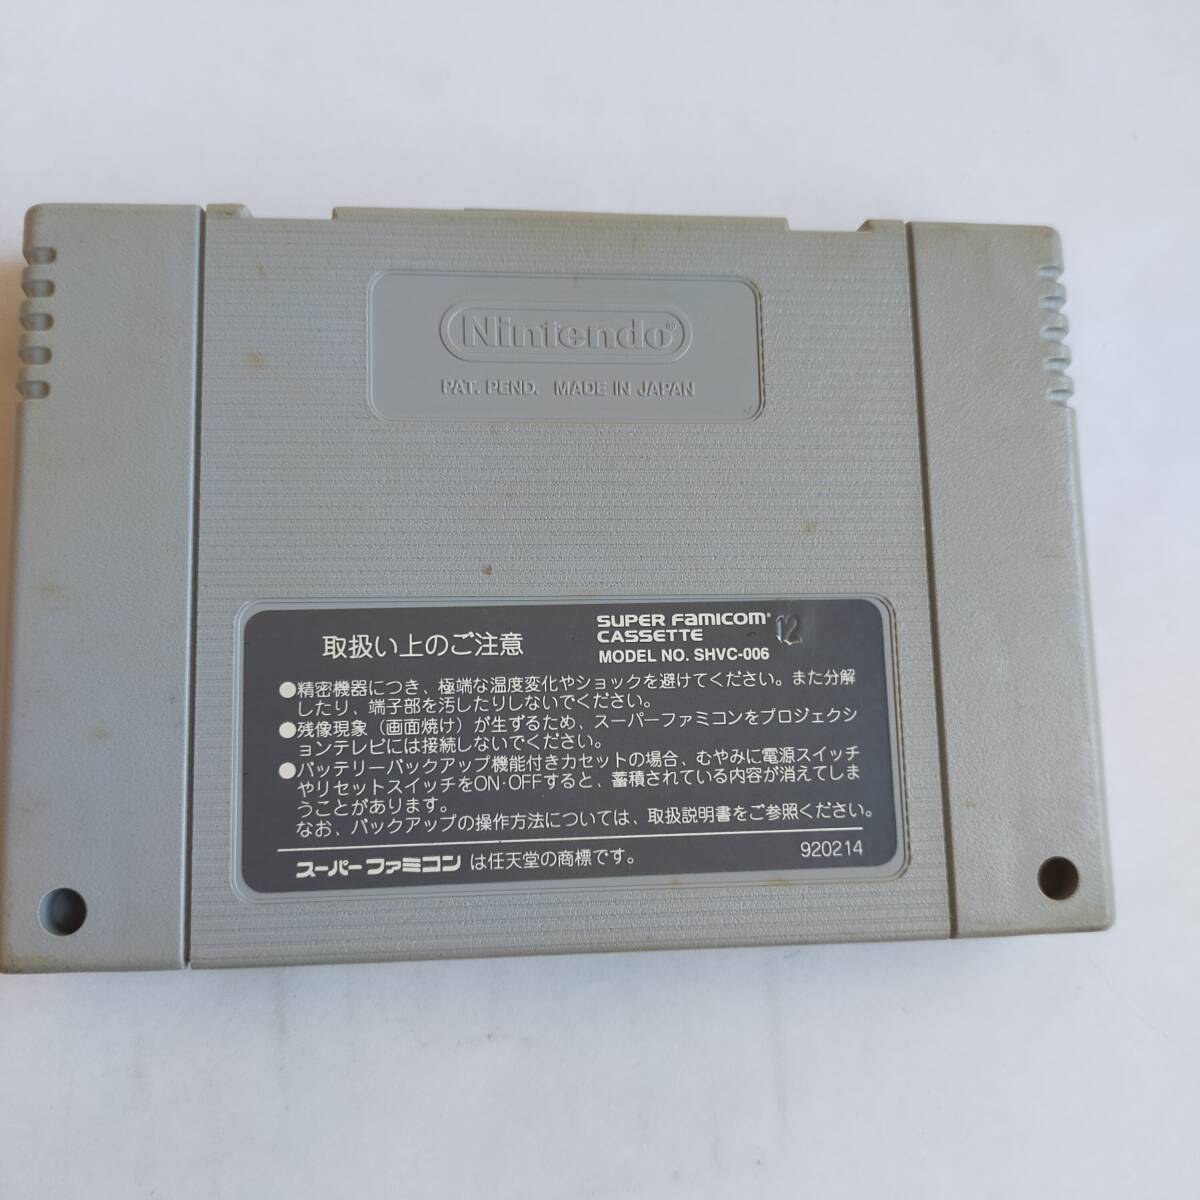 Nintendo®
PAT. PEND. MADE IN JAPAN
取扱い上のご注意
SUPER FAMICOM®
CASSETTE
MODEL NO. SHVC-006
12
●精密機器につき、極端な温度変化やショックを避けてください。また分解
したり、端子部を汚したりしないでください。
●残像現象（画面焼け）が生ずるため、スーパーファミコンをプロジェクシ
ョンテレビには接続しないでください。
●バッテリーバックアップ機能付きカセットの場合、むやみに電源スイッチ
やリセットスイッチをON・OFFすると、蓄積されている内容が消えてしま
うことがあります。
なお、バックアップの操作方法については、取扱説明書をご参照ください。
スーパーファミコン は任天堂の商標です。
920214